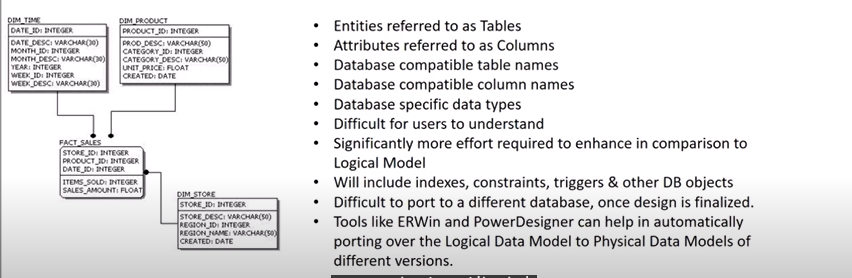 DIM_TIME
DATE_ID: INTEGER
DATE_DESC: VARCHAR(30)
MONTH_ID: INTEGER
MONTH_DESC: VARCHAR(30)
YEAR: INTEGER
WEEK_ID: INTEGER
WEEK_DESC: VARCHAR(30)
DIM_PRODUCT
PRODUCT_ID: INTEGER
PROD_DESC: VARCHAR(50)
CATEGORY_ID: INTEGER
CATEGORY_DESC: VARCHAR(50)
UNIT_PRICE: FLOAT
CREATED: DATE
FACT_SALES
STORE_ID: INTEGER
PRODUCT_ID: INTEGER
DATE_ID: INTEGER
ITEMS_SOLD: INTEGER
SALES_AMOUNT: FLOAT
DIM_STORE
STORE_ID: INTEGER
STORE_DESC: VARCHAR(50)
REGION_ID: INTEGER
REGION_NAME: VARCHAR(50)
CREATED: DATE
• Entities referred to as Tables
• Attributes referred to as Columns
• Database compatible table names
• Database compatible column names
• Database specific data types
• Difficult for users to understand
• Significantly more effort required to enhance in comparison to
Logical Model
• Will include indexes, constraints, triggers & other DB objects
• Difficult to port to a different database, once design is finalized.
• Tools like ERWin and PowerDesigner can help in automatically
porting over the Logical Data Model to Physical Data Models of
different versions.